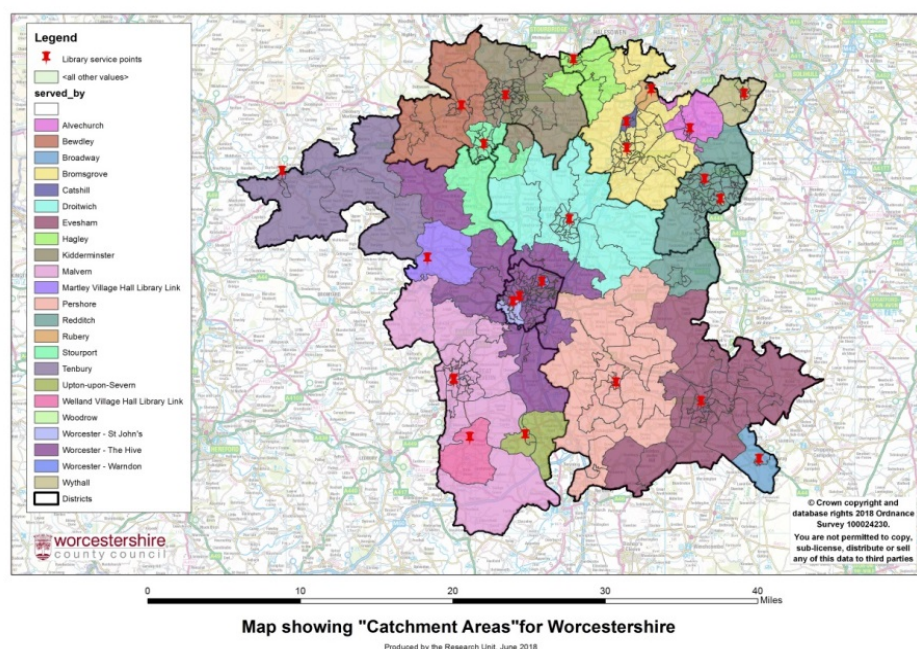 Legend
Library service points
<all other values>
served_by
Alvechurch
Bewdley
Broadway
Bromsgrove
Catshill
Droitwich
Evesham
Hagley
Kidderminster
Malvern
Martley Village Hall Library Link
Pershore
Redditch
Rubery
Stourport
Tenbury
Upton-upon-Severn
Welland Village Hall Library Link
Woodrow
Worcester - St John's
Worcester - The Hive
Worcester - Warndon
Wythall
Districts
worcestershire
county council
© Crown copyright and
database rights 2018 Ordnance
Survey 100024230.
You are not permitted to copy,
sub-license, distribute or sell
any of this data to third parties
0 10 20 30 40
Miles
Map showing "Catchment Areas"for Worcestershire
Produced by the Research Unit, June 2018